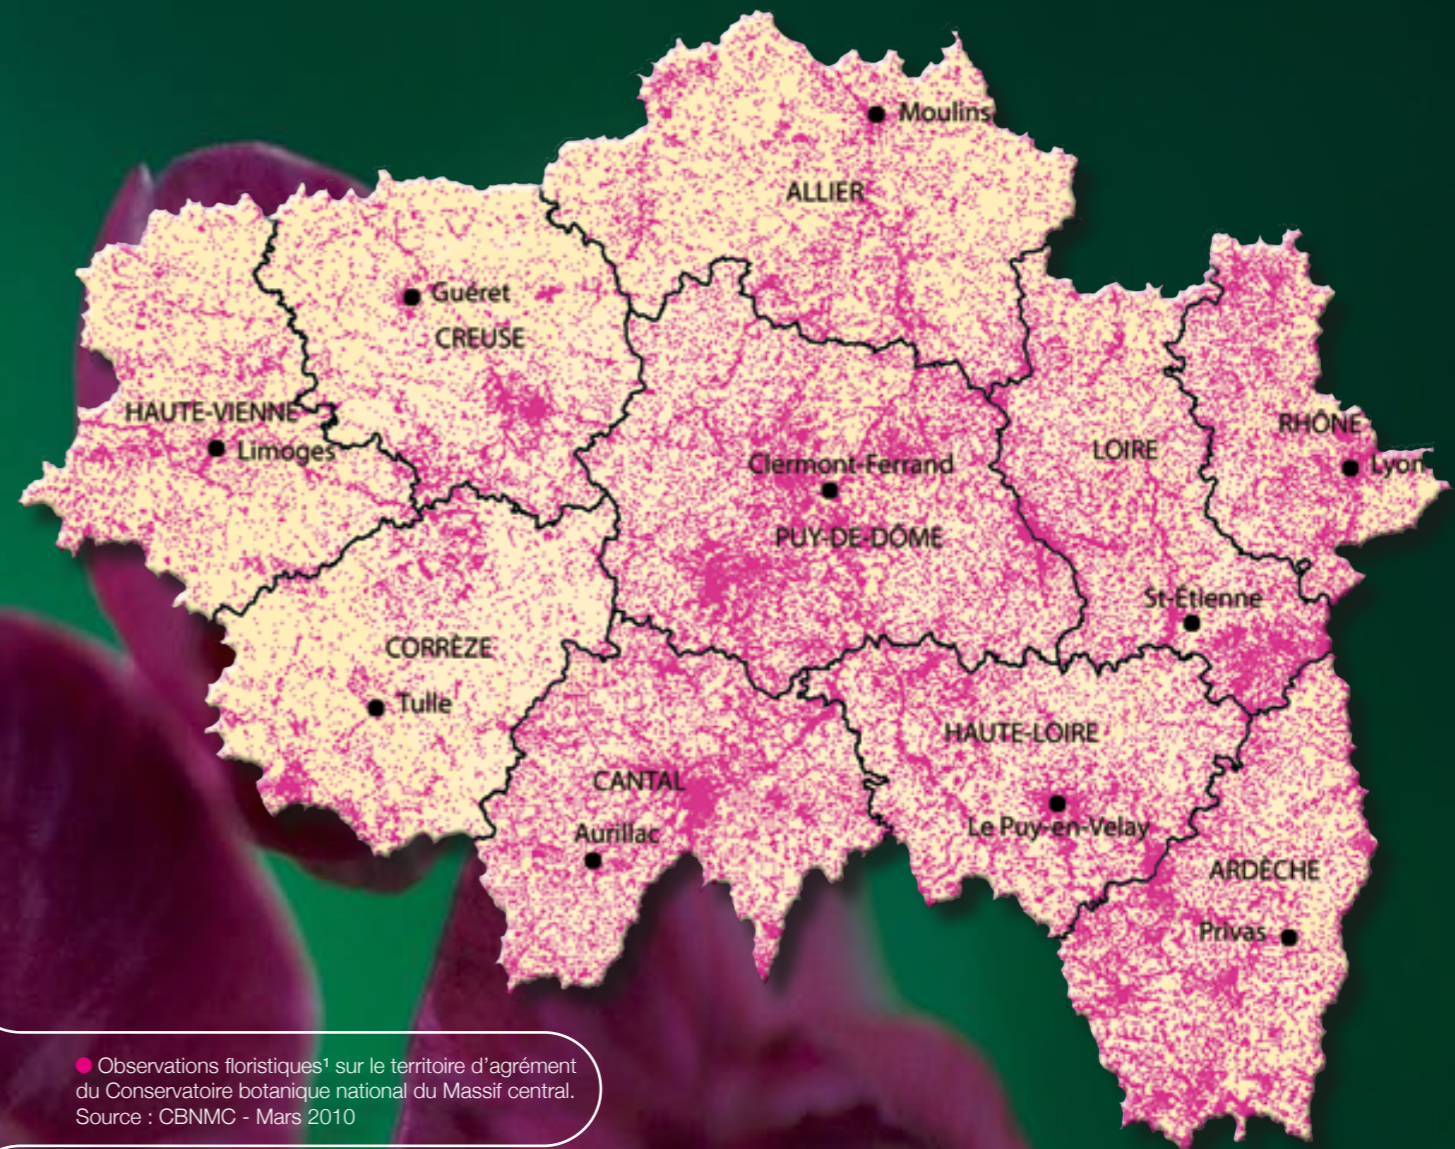 Moulins
ALLIER
Guéret
CREUSE
HAUTE-VIENNE
Limoges
RHÔNE
Lyon
LOIRE
Clermont-Ferrand
PUY-DE-DÔME
St-Étienne
CORRÈZE
Tulle
HAUTE-LOIRE
CANTAL
Le Puy-en-Velay
Aurillac
ARDÈCHE
Privas
Observations floristiques¹ sur le territoire d'agrément
du Conservatoire botanique national du Massif central.
Source : CBNMC - Mars 2010